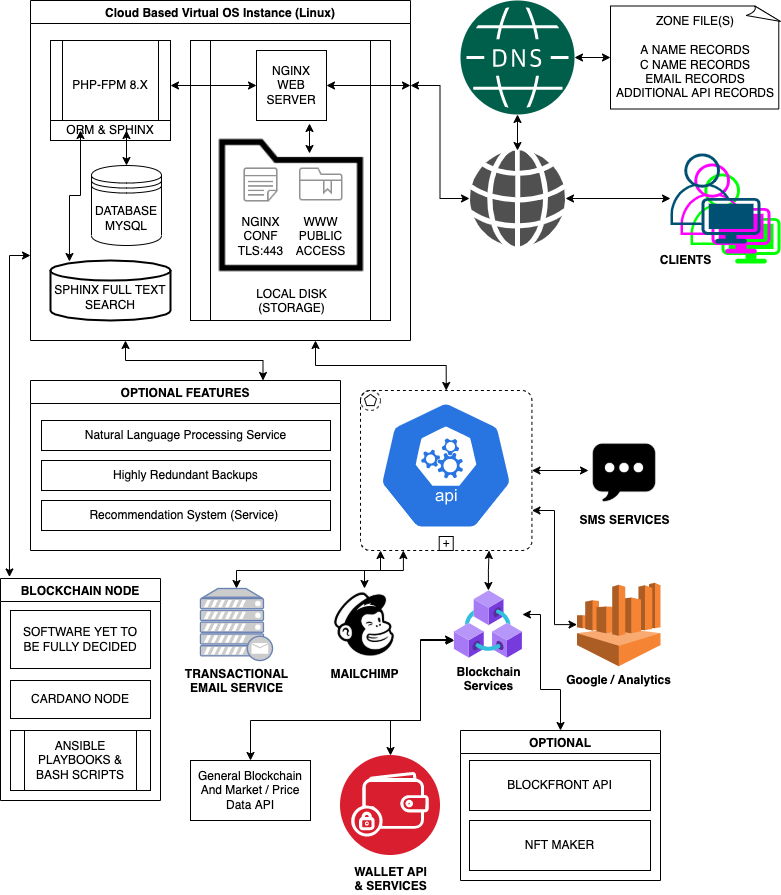 Cloud Based Virtual OS Instance (Linux)
PHP-FPM 8.X
ORM & SPHINX
DATABASE
MYSQL
SPHINX FULL TEXT
SEARCH
NGINX
WEB
SERVER
NGINX
CONF
TLS:443
WWW
PUBLIC
ACCESS
LOCAL DISK
(STORAGE)
DNS
ZONE FILE(S)
A NAME RECORDS
C NAME RECORDS
EMAIL RECORDS
ADDITIONAL API RECORDS
CLIENTS
OPTIONAL FEATURES
Natural Language Processing Service
Highly Redundant Backups
Recommendation System (Service)
api
+
SMS SERVICES
BLOCKCHAIN NODE
SOFTWARE YET TO
BE FULLY DECIDED
CARDANO NODE
ANSIBLE
PLAYBOOKS &
BASH SCRIPTS
TRANSACTIONAL
EMAIL SERVICE
MAILCHIMP
Blockchain
Services
Google / Analytics
General Blockchain
And Market / Price
Data API
WALLET API
& SERVICES
OPTIONAL
BLOCKFRONT API
NFT MAKER